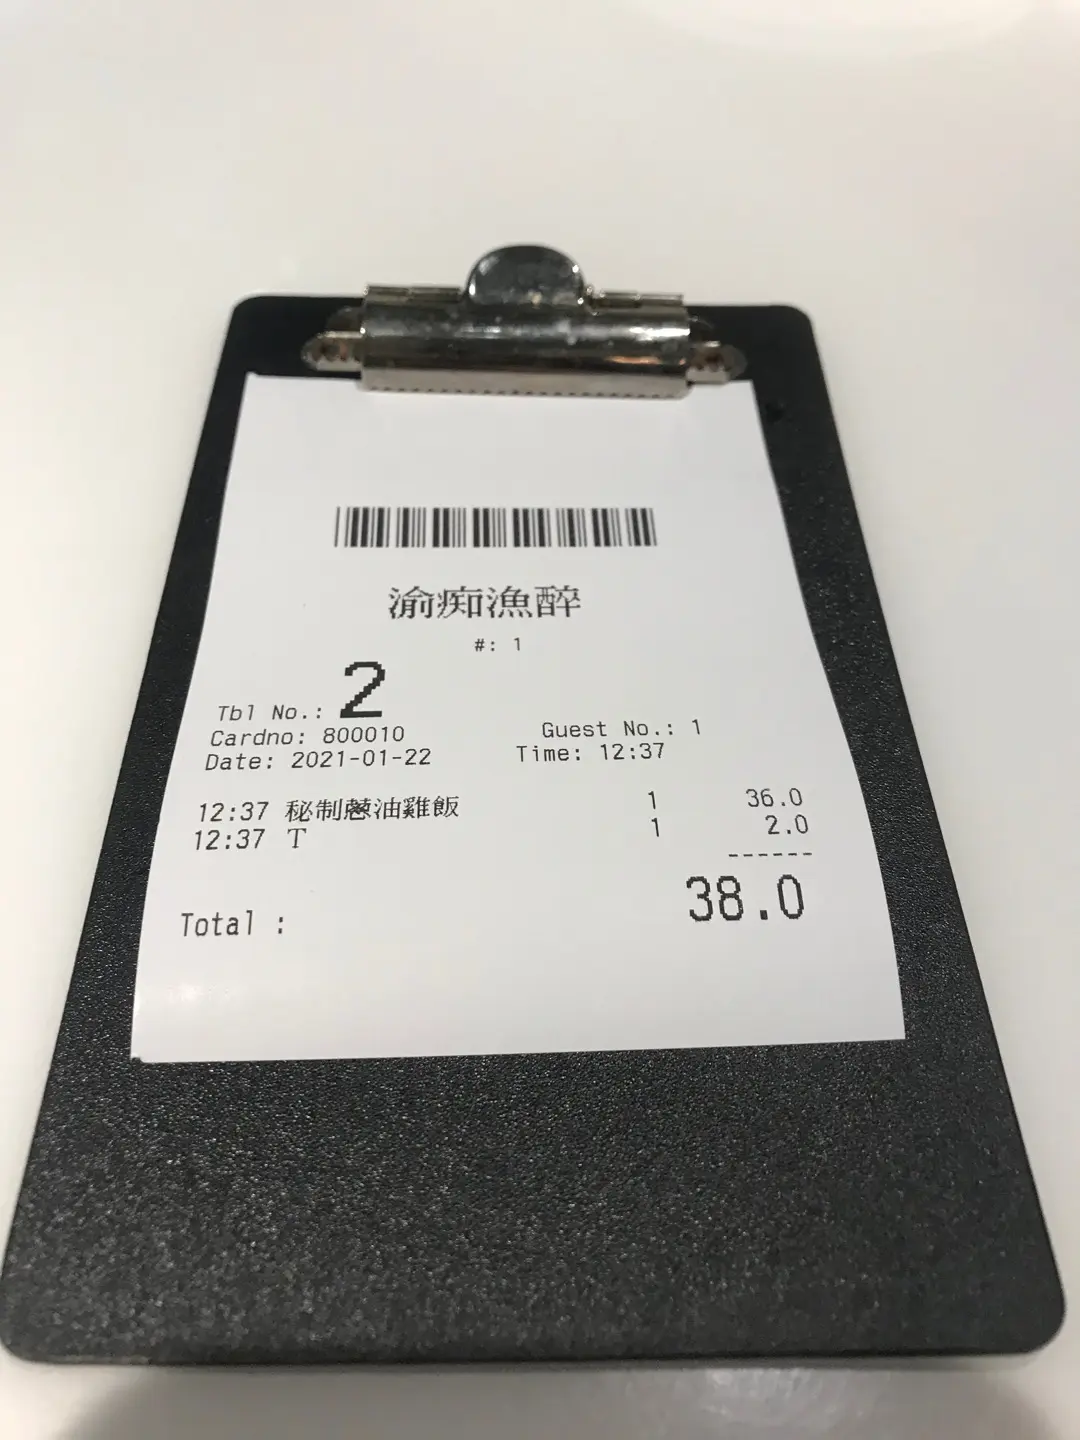 渝痴漁醉
#: 1
Tbl No.: 2
Cardno: 800010 Guest No.: 1
Date: 2021-01-22 Time: 12:37
12:37 秘制蔥油雞飯 1 36.0
12:37 T 1 2.0
------
Total : 38.0